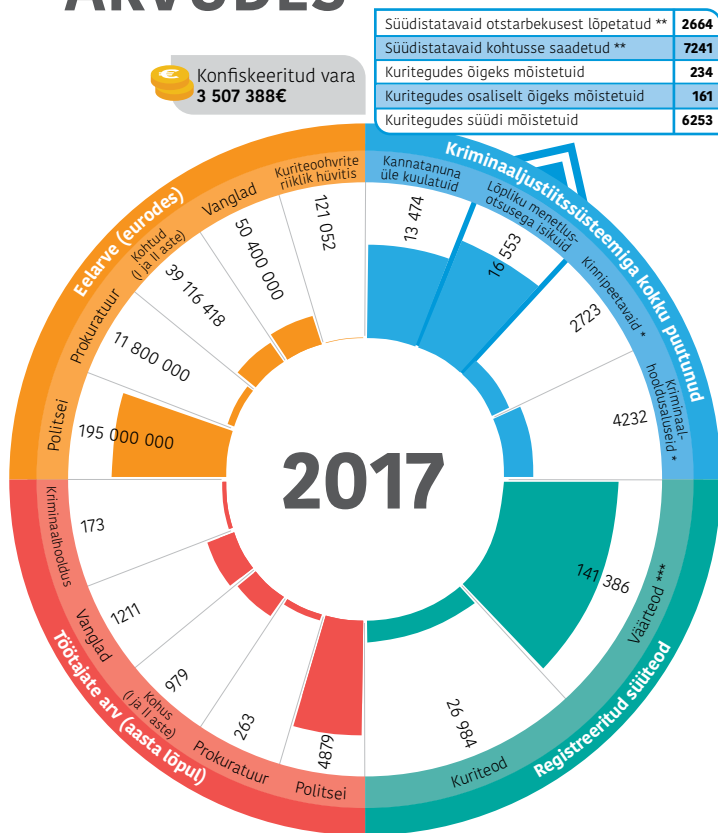 ARVUDES
Süüdistatavaid otstarbekusest lõpetatud ** 2664
Süüdistatavaid kohtusse saadetud ** 7241
Kuritegudes õigeks mõistetuid 234
Kuritegudes osaliselt õigeks mõistetuid 161
Kuritegudes süüdi mõistetuid 6253
€ Konfiskeeritud vara
3 507 388€
Kriminaaljustiitssüsteemiga kokku puutunud
Kannatanuna
üle kuulatuid
13 474
Lõpliku menetlus-
otsusega isikuid
16 553
Kinnipeetavaid *
2723
Kriminaal-
hooldusaluseid *
4232
Registreeritud süüteod
Väärteod ***
141 386
Kuriteod
26 984
Töötajate arv (aasta lõpul)
Politsei
4879
Prokuratuur
263
Kohus
(I ja II aste)
979
Vanglad
1211
Kriminaalhooldus
173
Eelarve (eurodes)
Politsei
195 000 000
Prokuratuur
11 800 000
Kohtud
(I ja II aste)
39 116 418
Vanglad
50 400 000
Kuriteoohvrite
riiklik hüvitis
121 052
2017